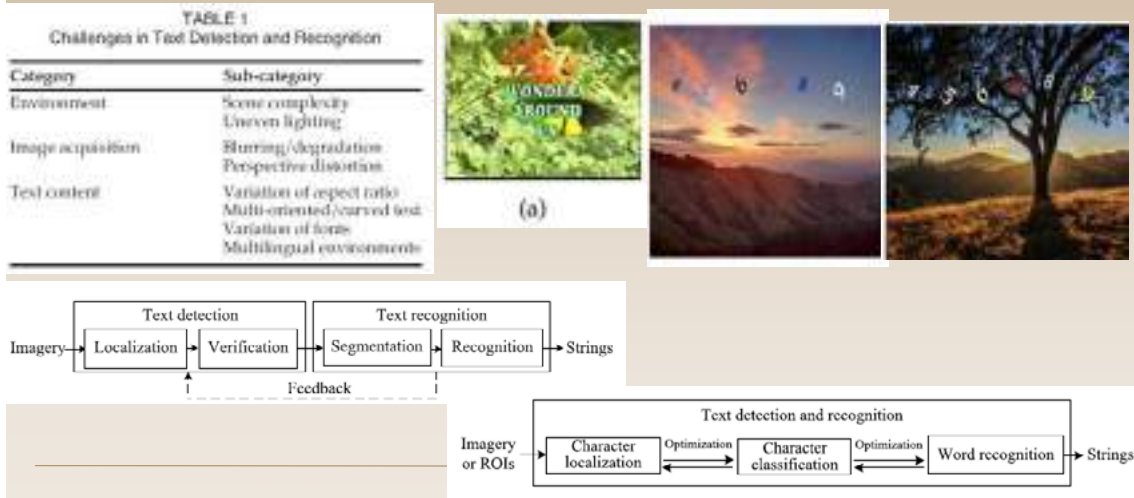 TABLE 1
Challenges in Text Detection and Recognition
Category Sub-category
Environment Scene complexity
Uneven lighting
Image acquisition Blurring/degradation
Perspective distortion
Text content Variation of aspect ratio
Multi-oriented/curved text
Variation of fonts
Multilingual environments
WONDER
AROUND
(a)
Text detection
Text recognition
Imagery Localization Verification Segmentation Recognition Strings
Feedback
Text detection and recognition
Imagery
or ROIs
Character
localization
Optimization
Character
classification
Optimization
Word recognition
Strings